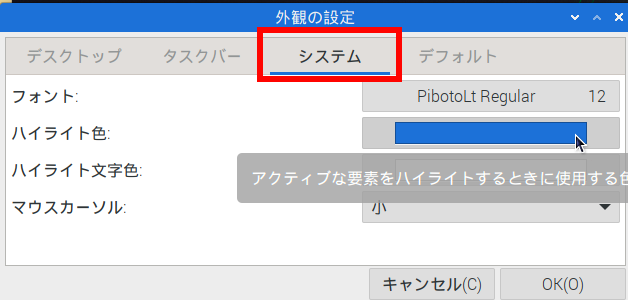 外観の設定
デスクトップ タスクバー システム デフォルト
フォント: PibotoLt Regular 12
ハイライト色:
ハイライト文字色:
アクティブな要素をハイライトするときに使用する色
マウスカーソル: 小
キャンセル(C) OK(O)